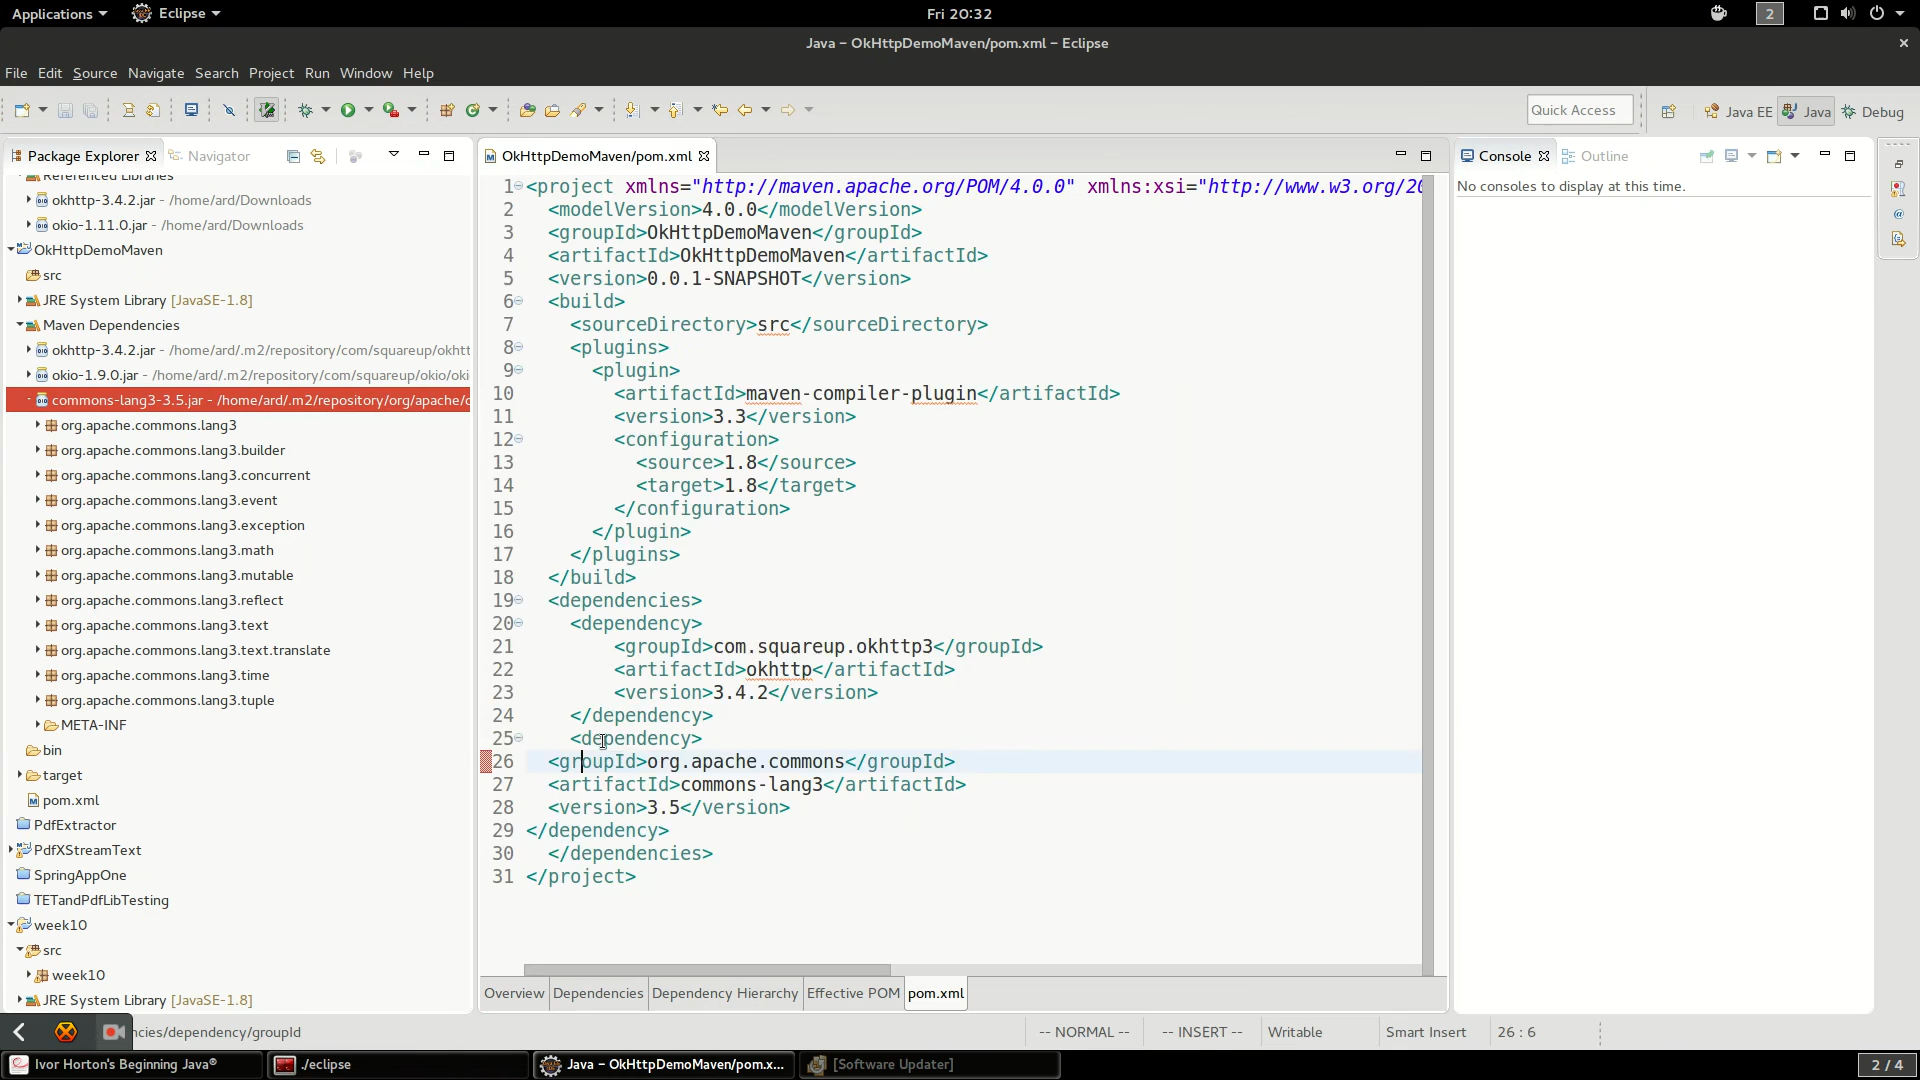 Applications Eclipse Fri 20:32 2
Java – OkHttpDemoMaven/pom.xml – Eclipse
File Edit Source Navigate Search Project Run Window Help
Quick Access Java EE Java Debug
Package Explorer Navigator
Referenced Libraries
okhttp-3.4.2.jar - /home/ard/Downloads
okio-1.11.0.jar - /home/ard/Downloads
OkHttpDemoMaven
src
JRE System Library [JavaSE-1.8]
Maven Dependencies
okhttp-3.4.2.jar - /home/ard/.m2/repository/com/squareup/okhtt
okio-1.9.0.jar - /home/ard/.m2/repository/com/squareup/okio/oki
commons-lang3-3.5.jar - /home/ard/.m2/repository/org/apache/c
org.apache.commons.lang3
org.apache.commons.lang3.builder
org.apache.commons.lang3.concurrent
org.apache.commons.lang3.event
org.apache.commons.lang3.exception
org.apache.commons.lang3.math
org.apache.commons.lang3.mutable
org.apache.commons.lang3.reflect
org.apache.commons.lang3.text
org.apache.commons.lang3.text.translate
org.apache.commons.lang3.time
org.apache.commons.lang3.tuple
META-INF
bin
target
pom.xml
PdfExtractor
PdfXStreamText
SpringAppOne
TETandPdfLibTesting
week10
src
week10
JRE System Library [JavaSE-1.8]
OkHttpDemoMaven/pom.xml
1 <project xmlns="http://maven.apache.org/POM/4.0.0" xmlns:xsi="http://www.w3.org/20
2 <modelVersion>4.0.0</modelVersion>
3 <groupId>OkHttpDemoMaven</groupId>
4 <artifactId>OkHttpDemoMaven</artifactId>
5 <version>0.0.1-SNAPSHOT</version>
6 <build>
7 <sourceDirectory>src</sourceDirectory>
8 <plugins>
9 <plugin>
10 <artifactId>maven-compiler-plugin</artifactId>
11 <version>3.3</version>
12 <configuration>
13 <source>1.8</source>
14 <target>1.8</target>
15 </configuration>
16 </plugin>
17 </plugins>
18 </build>
19 <dependencies>
20 <dependency>
21 <groupId>com.squareup.okhttp3</groupId>
22 <artifactId>okhttp</artifactId>
23 <version>3.4.2</version>
24 </dependency>
25 <dependency>
26 <groupId>org.apache.commons</groupId>
27 <artifactId>commons-lang3</artifactId>
28 <version>3.5</version>
29 </dependency>
30 </dependencies>
31 </project>
Overview Dependencies Dependency Hierarchy Effective POM pom.xml
Console Outline
No consoles to display at this time.
ncies/dependency/groupId -- NORMAL -- -- INSERT -- Writable Smart Insert 26 : 6
Ivor Horton's Beginning Java® ./eclipse Java – OkHttpDemoMaven/pom.x... [Software Updater] 2 / 4